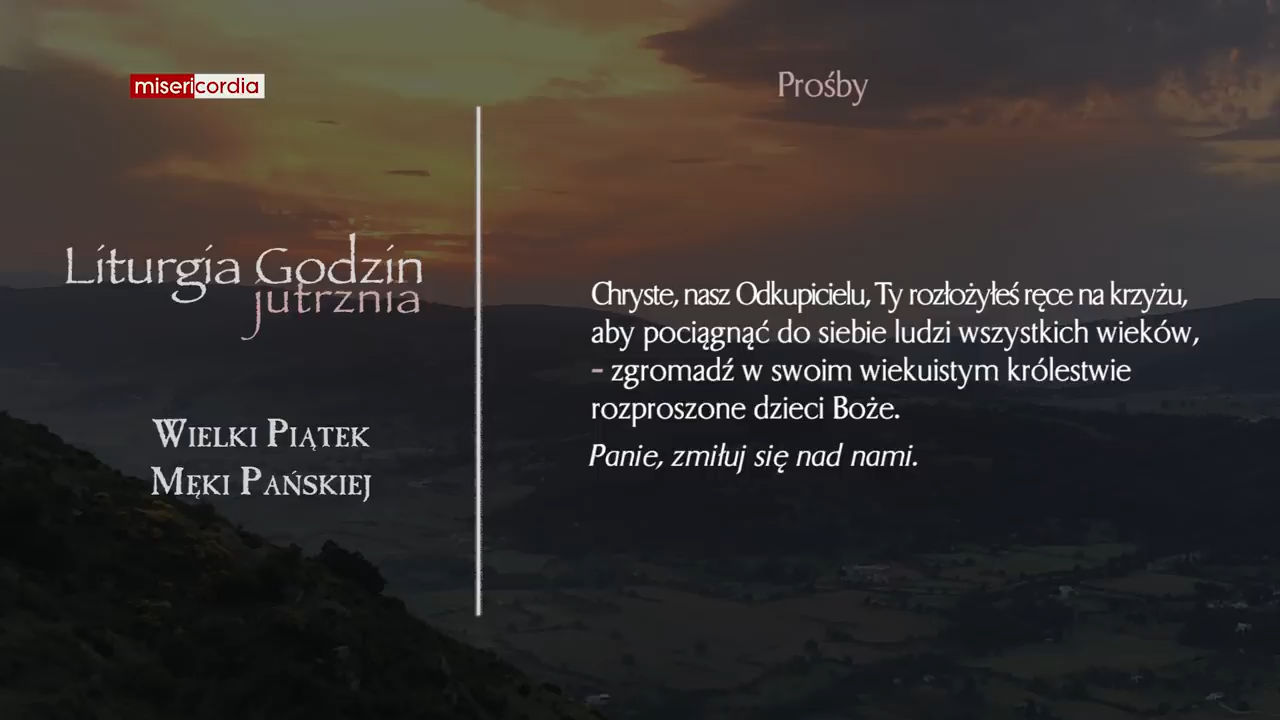 misericordia
Prośby
Liturgia Godzin
jutrznia
Wielki Piątek
Męki Pańskiej
Chryste, nasz Odkupicielu, Ty rozłożyłeś ręce na krzyżu,
aby pociągnąć do siebie ludzi wszystkich wieków,
- zgromadź w swoim wiekuistym królestwie
rozproszone dzieci Boże.
Panie, zmiłuj się nad nami.